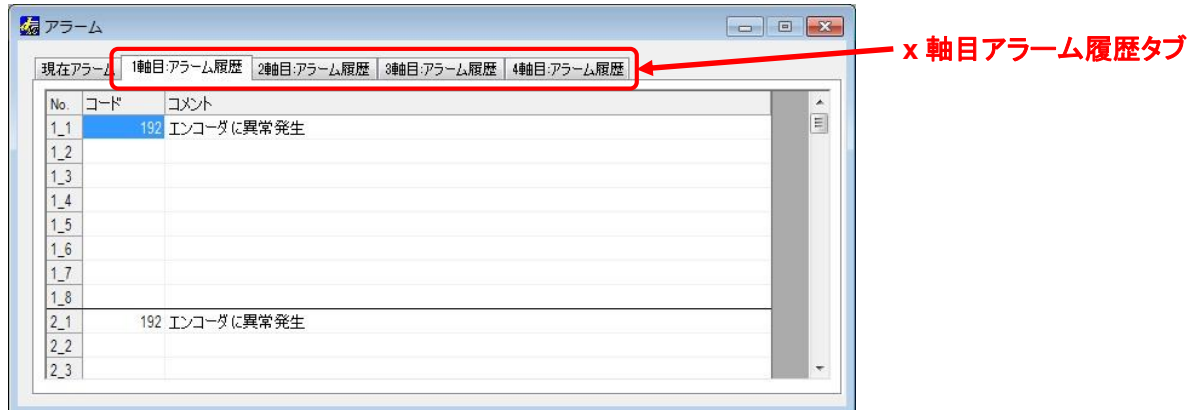 アラーム
x 軸目アラーム履歴タブ
現在アラーム 1軸目:アラーム履歴 2軸目:アラーム履歴 3軸目:アラーム履歴 4軸目:アラーム履歴
No. コード コメント
1_1 192 エンコーダに異常発生
1_2
1_3
1_4
1_5
1_6
1_7
1_8
2_1 192 エンコーダに異常発生
2_2
2_3